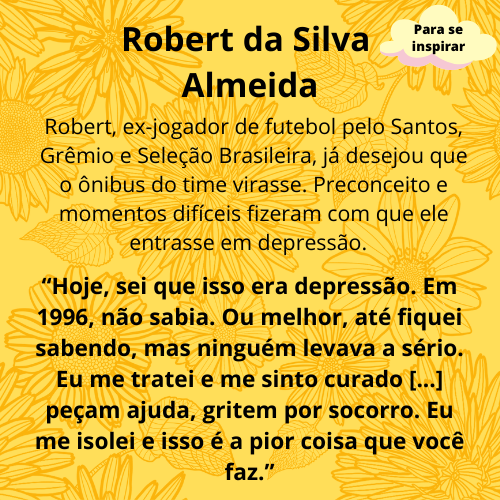 Robert da Silva
Almeida
Para se
inspirar
Robert, ex-jogador de futebol pelo Santos,
Grêmio e Seleção Brasileira, já desejou que
o ônibus do time virasse. Preconceito e
momentos difíceis fizeram com que ele
entrasse em depressão.
“Hoje, sei que isso era depressão. Em
1996, não sabia. Ou melhor, até fiquei
sabendo, mas ninguém levava a sério.
Eu me tratei e me sinto curado [...]
peçam ajuda, gritem por socorro. Eu
me isolei e isso é a pior coisa que você
faz.”